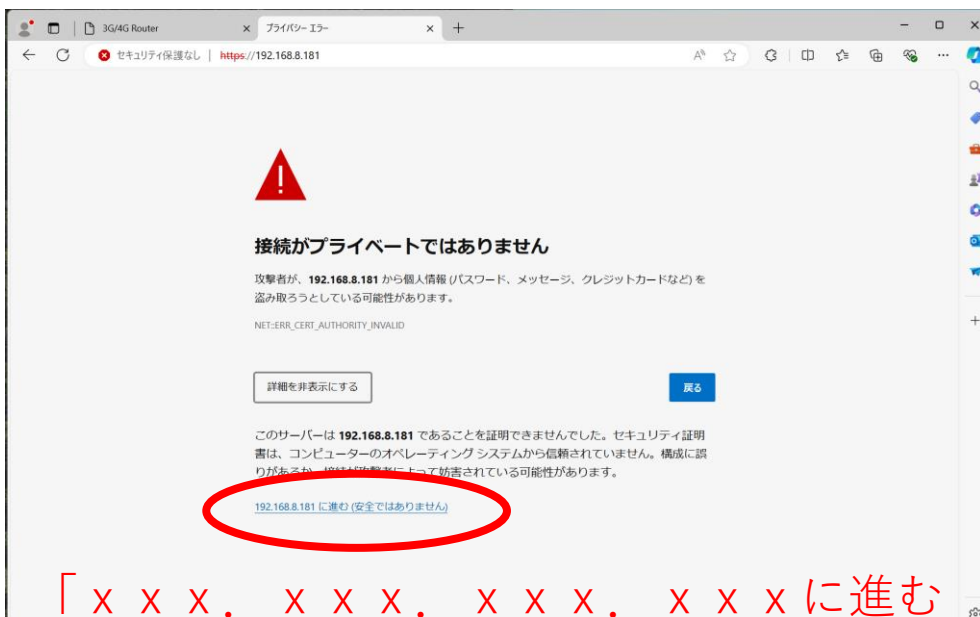 3G/4G Router
プライバシー エラー
セキュリティ保護なし | https://192.168.8.181
接続がプライベートではありません
攻撃者が、192.168.8.181 から個人情報 (パスワード、メッセージ、クレジットカードなど) を
盗み取ろうとしている可能性があります。
NET::ERR_CERT_AUTHORITY_INVALID
詳細を非表示にする
戻る
このサーバーは 192.168.8.181 であることを証明できませんでした。セキュリティ証明
書は、コンピューターのオペレーティング システムから信頼されていません。構成に誤
りがあるか、接続が攻撃者によって妨害されている可能性があります。
192.168.8.181 に進む (安全ではありません)
「ｘｘｘ．ｘｘｘ．ｘｘｘ．ｘｘｘに進む